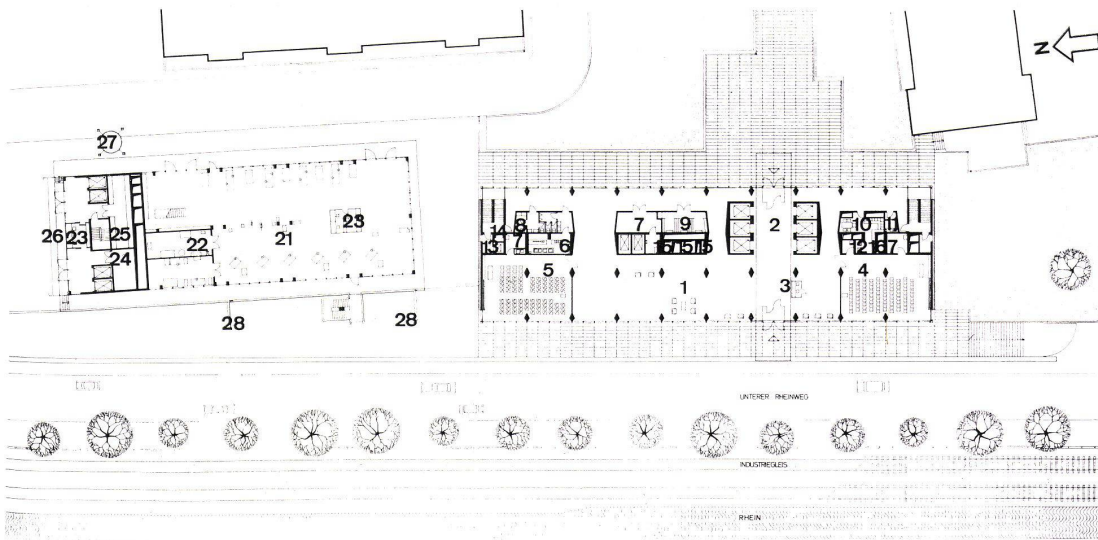 N
27
26 23 25 22 21 23
24
28 28
14 8 7 9 2 10 11
13 7 6 16 15 15 12 16 17
5 1 3 4
UNTERER RHEINWEG
INDUSTRIEGLEIS
RHEIN